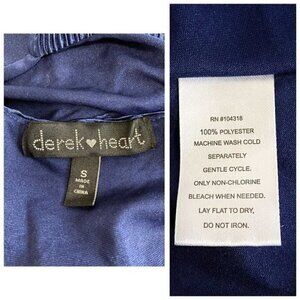 derek♥heart
S
MADE
IN
CHINA
RN #104318
100% POLYESTER
MACHINE WASH COLD
SEPARATELY
GENTLE CYCLE.
ONLY NON-CHLORINE
BLEACH WHEN NEEDED.
LAY FLAT TO DRY,
DO NOT IRON.